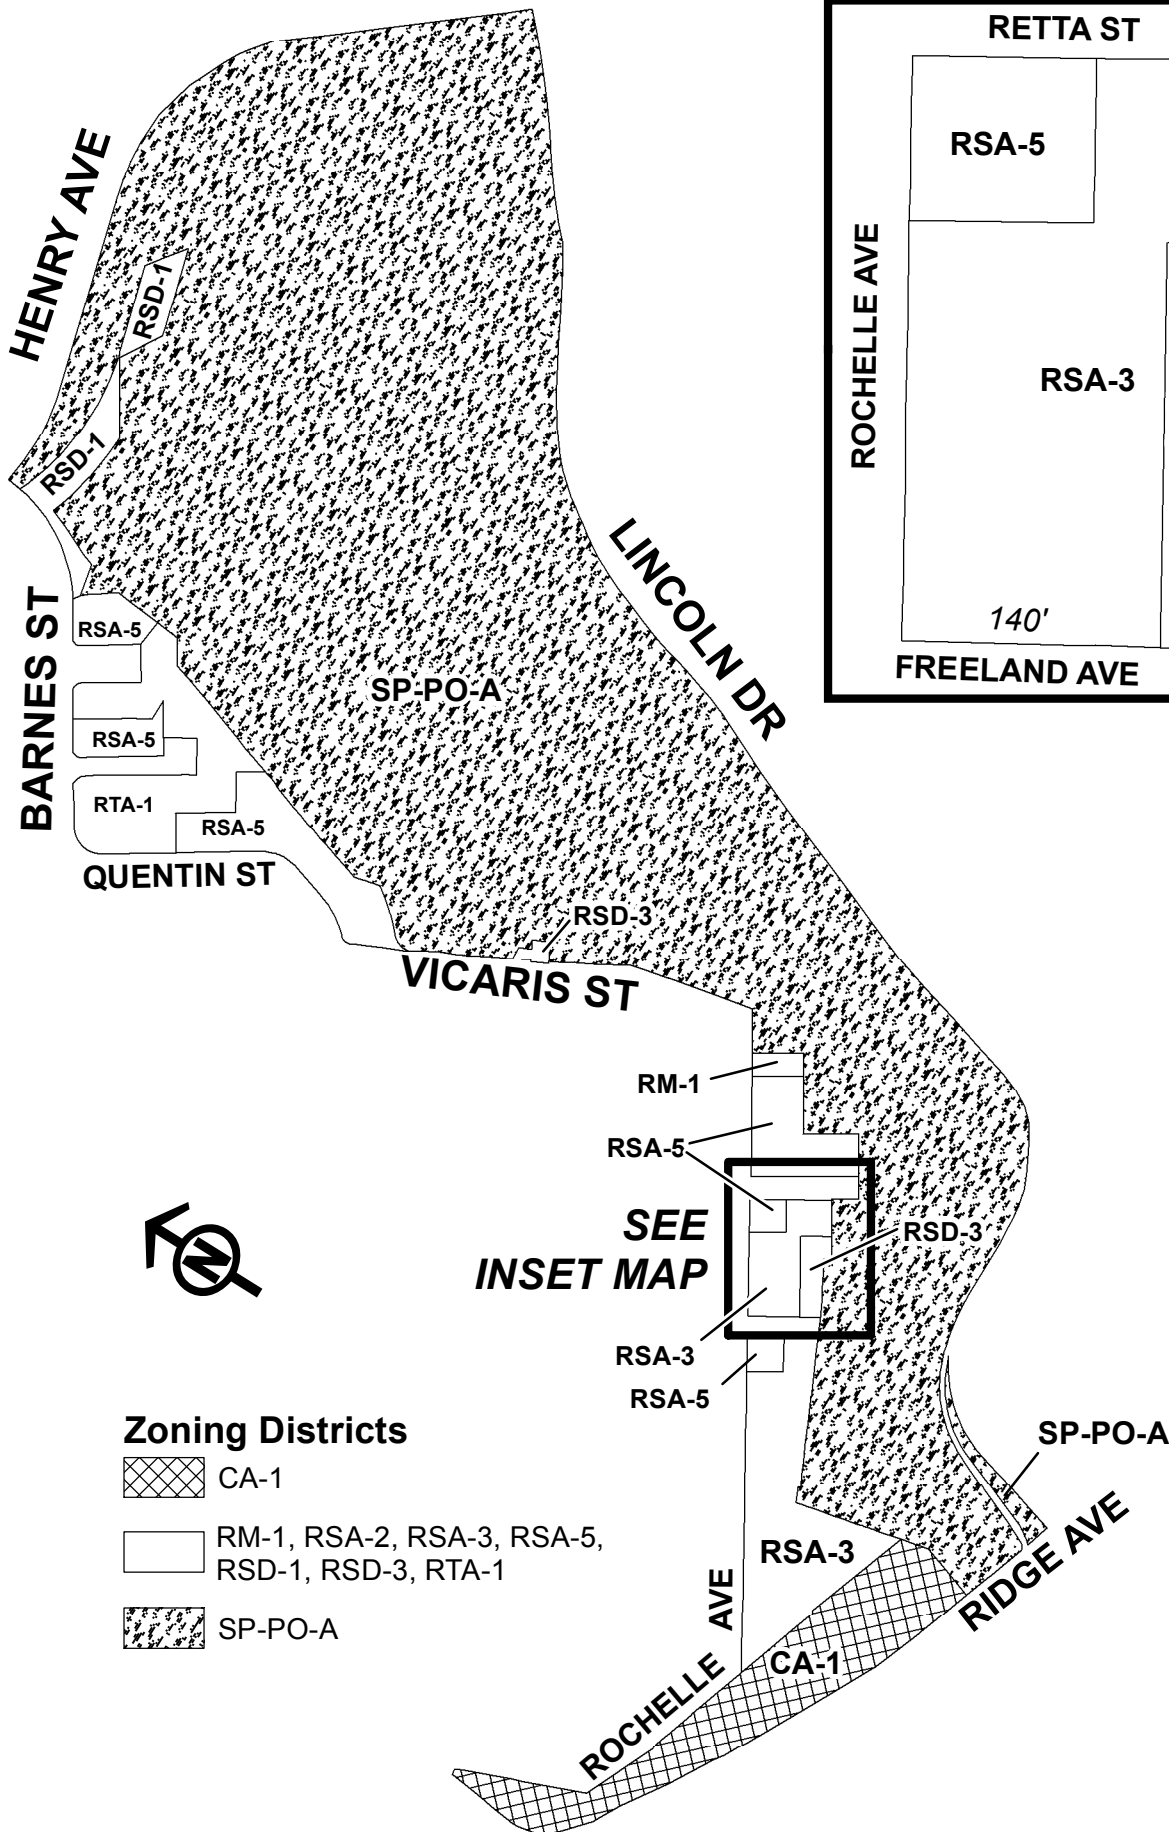 RETTA ST
RSA-5
ROCHELLE AVE
RSA-3
140'
FREELAND AVE
HENRY AVE
RSD-1
RSD-1
LINCOLN DR
BARNES ST
RSA-5
SP-PO-A
RSA-5
RTA-1
RSA-5
QUENTIN ST
RSD-3
VICARIS ST
RM-1
RSA-5
SEE
INSET MAP
RSD-3
N
RSA-3
RSA-5
Zoning Districts
CA-1
RM-1, RSA-2, RSA-3, RSA-5,
RSD-1, RSD-3, RTA-1
SP-PO-A
SP-PO-A
RSA-3
RIDGE AVE
ROCHELLE AVE
CA-1